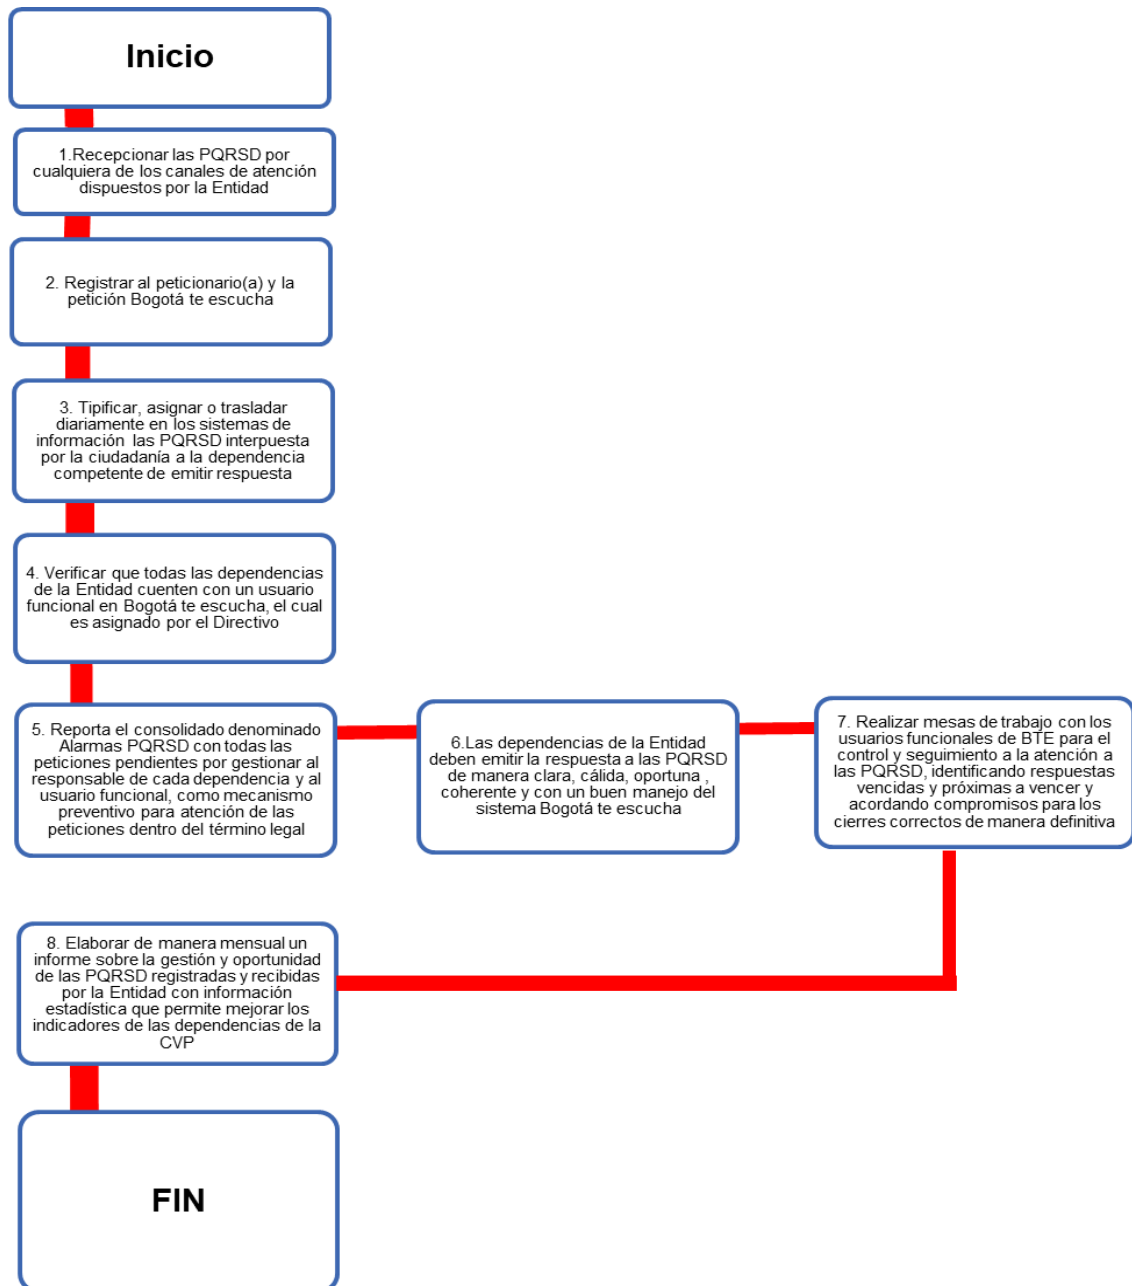 Inicio
1.Recepcionar las PQRSD por
cualquiera de los canales de atención
dispuestos por la Entidad
2. Registrar al peticionario(a) y la
petición Bogotá te escucha
3. Tipificar, asignar o trasladar
diariamente en los sistemas de
información las PQRSD interpuesta
por la ciudadanía a la dependencia
competente de emitir respuesta
4. Verificar que todas las dependencias
de la Entidad cuenten con un usuario
funcional en Bogotá te escucha, el cual
es asignado por el Directivo
5. Reporta el consolidado denominado
Alarmas PQRSD con todas las
peticiones pendientes por gestionar al
responsable de cada dependencia y al
usuario funcional, como mecanismo
preventivo para atención de las
peticiones dentro del término legal
6.Las dependencias de la Entidad
deben emitir la respuesta a las PQRSD
de manera clara, cálida, oportuna ,
coherente y con un buen manejo del
sistema Bogotá te escucha
7. Realizar mesas de trabajo con los
usuarios funcionales de BTE para el
control y seguimiento a la atención a
las PQRSD, identificando respuestas
vencidas y próximas a vencer y
acordando compromisos para los
cierres correctos de manera definitiva
8. Elaborar de manera mensual un
informe sobre la gestión y oportunidad
de las PQRSD registradas y recibidas
por la Entidad con información
estadística que permite mejorar los
indicadores de las dependencias de la
CVP
FIN